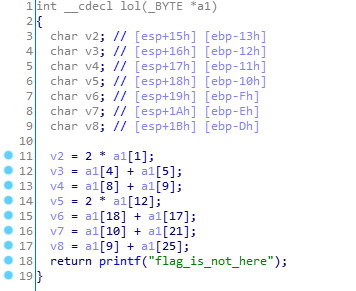 1 int __cdecl lol(_BYTE *a1)
2 {
3 char v2; // [esp+15h] [ebp-13h]
4 char v3; // [esp+16h] [ebp-12h]
5 char v4; // [esp+17h] [ebp-11h]
6 char v5; // [esp+18h] [ebp-10h]
7 char v6; // [esp+19h] [ebp-Fh]
8 char v7; // [esp+1Ah] [ebp-Eh]
9 char v8; // [esp+1Bh] [ebp-Dh]
10
11 v2 = 2 * a1[1];
12 v3 = a1[4] + a1[5];
13 v4 = a1[8] + a1[9];
14 v5 = 2 * a1[12];
15 v6 = a1[18] + a1[17];
16 v7 = a1[10] + a1[21];
17 v8 = a1[9] + a1[25];
18 return printf("flag_is_not_here");
19 }